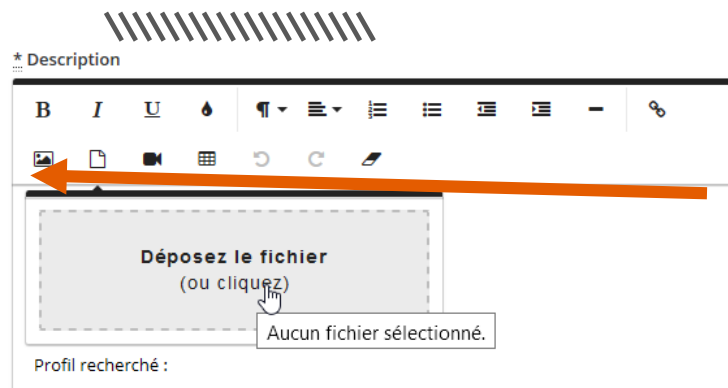 * Description
B I U
Déposez le fichier
(ou cliquez)
Aucun fichier sélectionné.
Profil recherché :